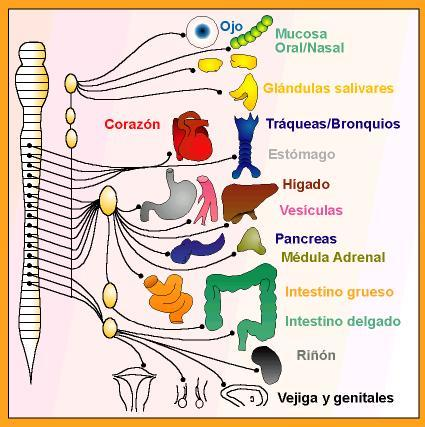 Ojo
Mucosa
Oral/Nasal
Glándulas salivares
Corazón
Tráqueas/Bronquios
Estómago
Hígado
Vesículas
Pancreas
Médula Adrenal
Intestino grueso
Intestino delgado
Riñón
Vejiga y genitales